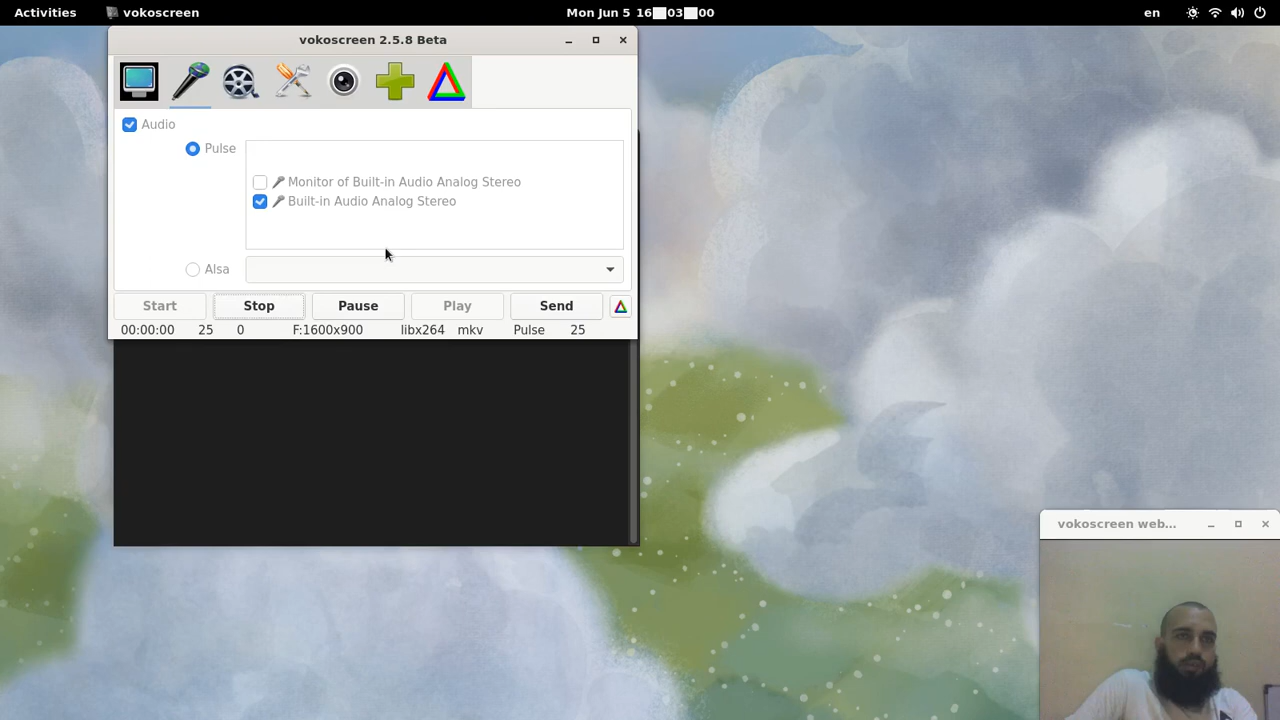 Activities vokoscreen Mon Jun 5 16 03 00 en
vokoscreen 2.5.8 Beta
Audio
Pulse
Monitor of Built-in Audio Analog Stereo
Built-in Audio Analog Stereo
Alsa
Start Stop Pause Play Send
00:00:00 25 0 F:1600x900 libx264 mkv Pulse 25
vokoscreen web...